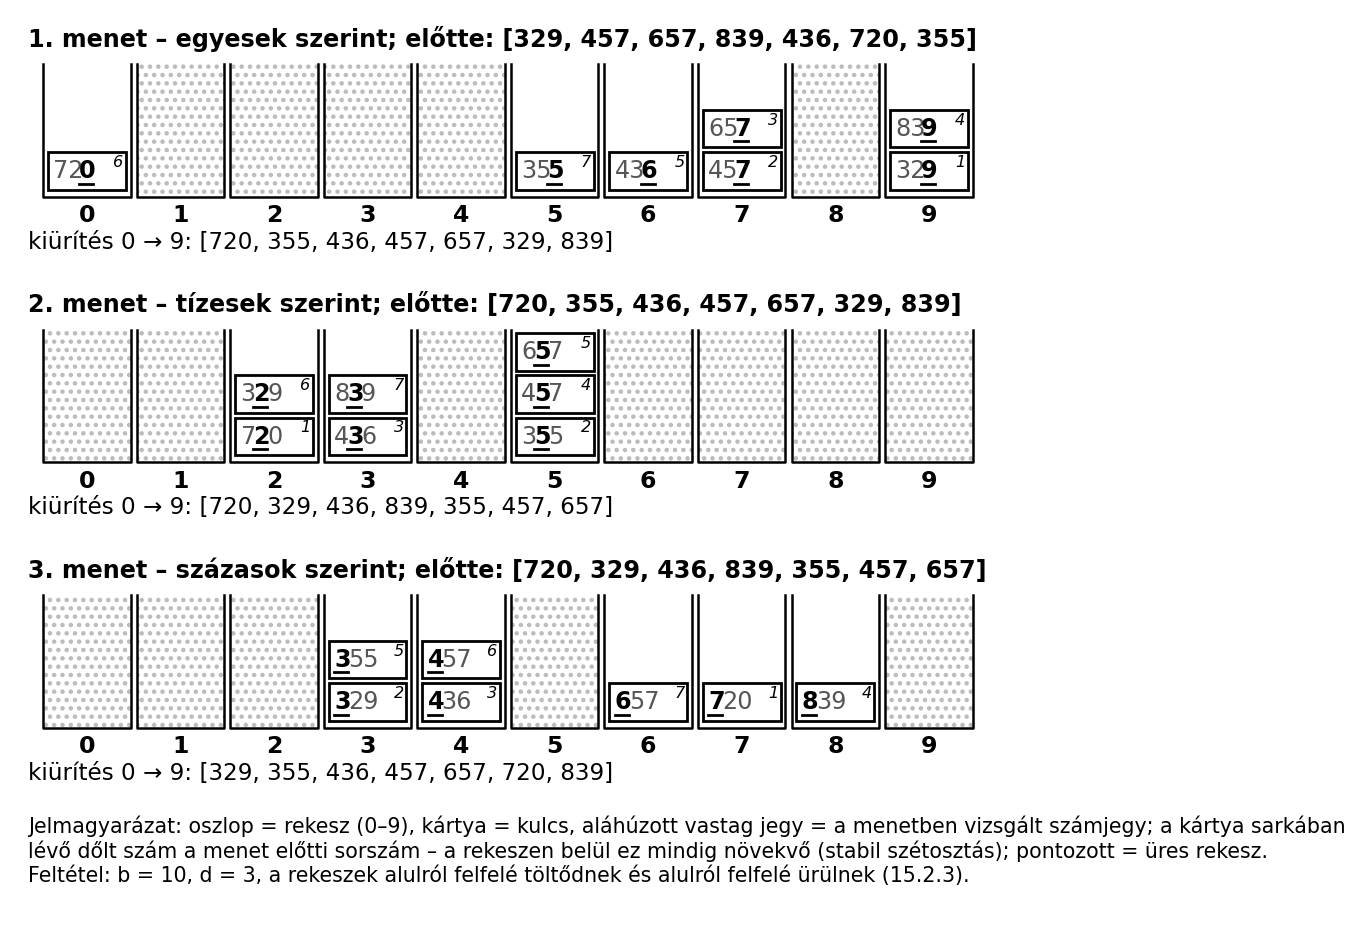 1. menet – egyesek szerint; előtte: [329, 457, 657, 839, 436, 720, 355]
657 3 839 4
720 6 355 7 436 5 457 2 329 1
0 1 2 3 4 5 6 7 8 9
kiürítés 0 → 9: [720, 355, 436, 457, 657, 329, 839]
2. menet – tízesek szerint; előtte: [720, 355, 436, 457, 657, 329, 839]
657 5
329 6 839 7 457 4
720 1 436 3 355 2
0 1 2 3 4 5 6 7 8 9
kiürítés 0 → 9: [720, 329, 436, 839, 355, 457, 657]
3. menet – százasok szerint; előtte: [720, 329, 436, 839, 355, 457, 657]
355 5 457 6
329 2 436 3 657 7 720 1 839 4
0 1 2 3 4 5 6 7 8 9
kiürítés 0 → 9: [329, 355, 436, 457, 657, 720, 839]
Jelmagyarázat: oszlop = rekesz (0–9), kártya = kulcs, aláhúzott vastag jegy = a menetben vizsgált számjegy; a kártya sarkában
lévő dőlt szám a menet előtti sorszám – a rekeszen belül ez mindig növekvő (stabil szétosztás); pontozott = üres rekesz.
Feltétel: b = 10, d = 3, a rekeszek alulról felfelé töltődnek és alulról felfelé ürülnek (15.2.3).